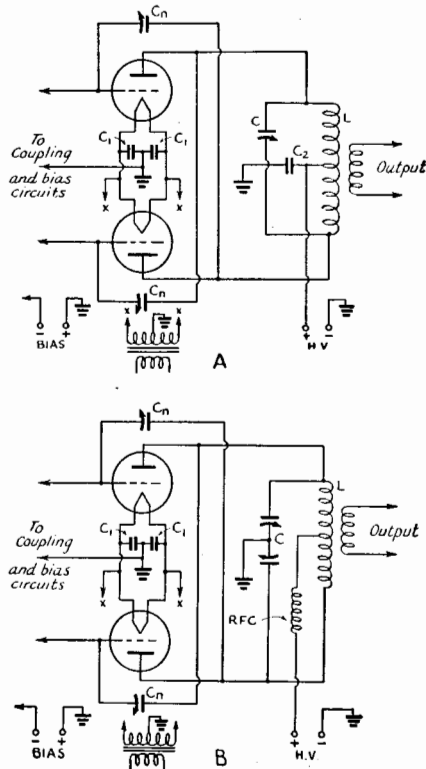 Cn
C1 C1
To
Coupling
and bias
circuits
x x
C
C2
L
Output
Cn
x x
- +
BIAS
+ -
H.V.
A
Cn
C1 C1
To
Coupling
and bias
circuits
x x
C
L
Output
RFC
Cn
- +
BIAS
+ -
H.V.
B